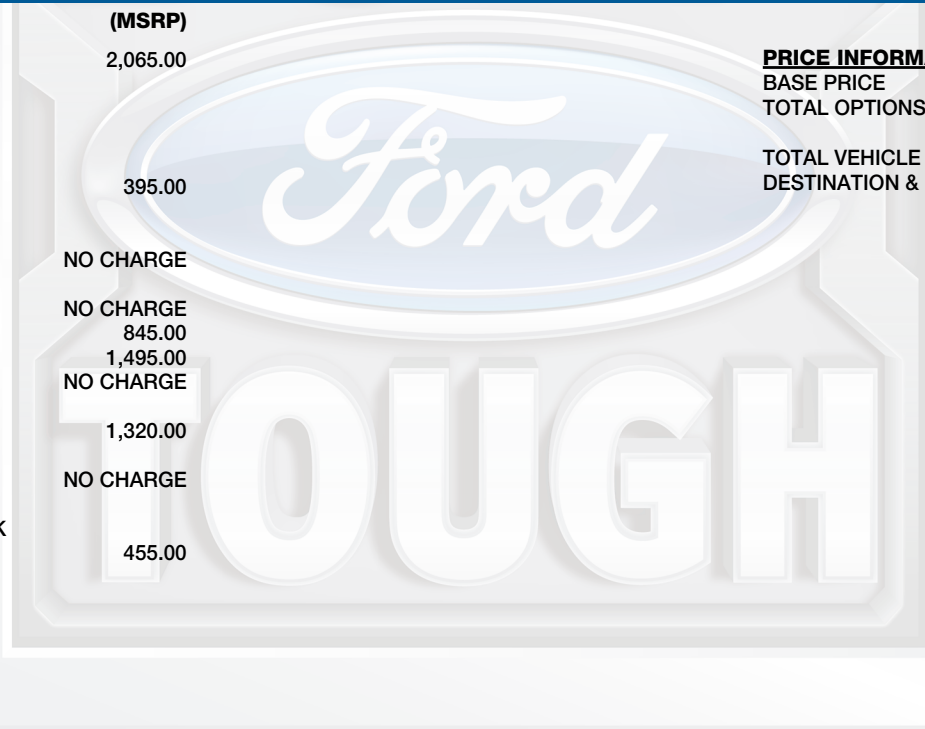 (MSRP)
2,065.00
395.00
NO CHARGE
NO CHARGE
845.00
1,495.00
NO CHARGE
1,320.00
NO CHARGE
K
455.00
PRICE INFORMA
BASE PRICE
TOTAL OPTIONS
TOTAL VEHICLE
DESTINATION &
Ford
TOUGH